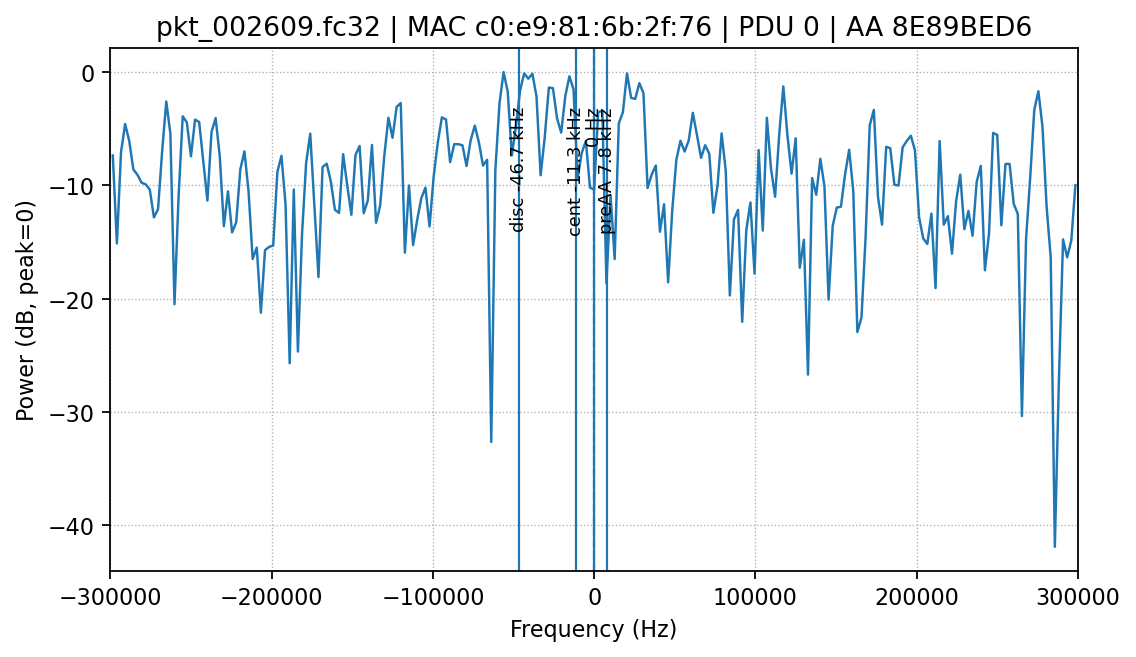 pkt_002609.fc32 | MAC c0:e9:81:6b:2f:76 | PDU 0 | AA 8E89BED6
Power (dB, peak=0)
0
−10
−20
−30
−40
disc -46.7 kHz
cent -11.3 kHz
0 Hz
preAA 7.8 kHz
−300000
−200000
−100000
0
100000
200000
300000
Frequency (Hz)